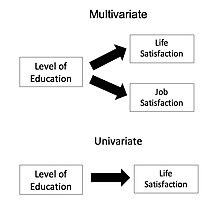 Multivariate
Life
Satisfaction
Level of
Education
Job
Satisfaction
Univariate
Level of
Education
Life
Satisfaction